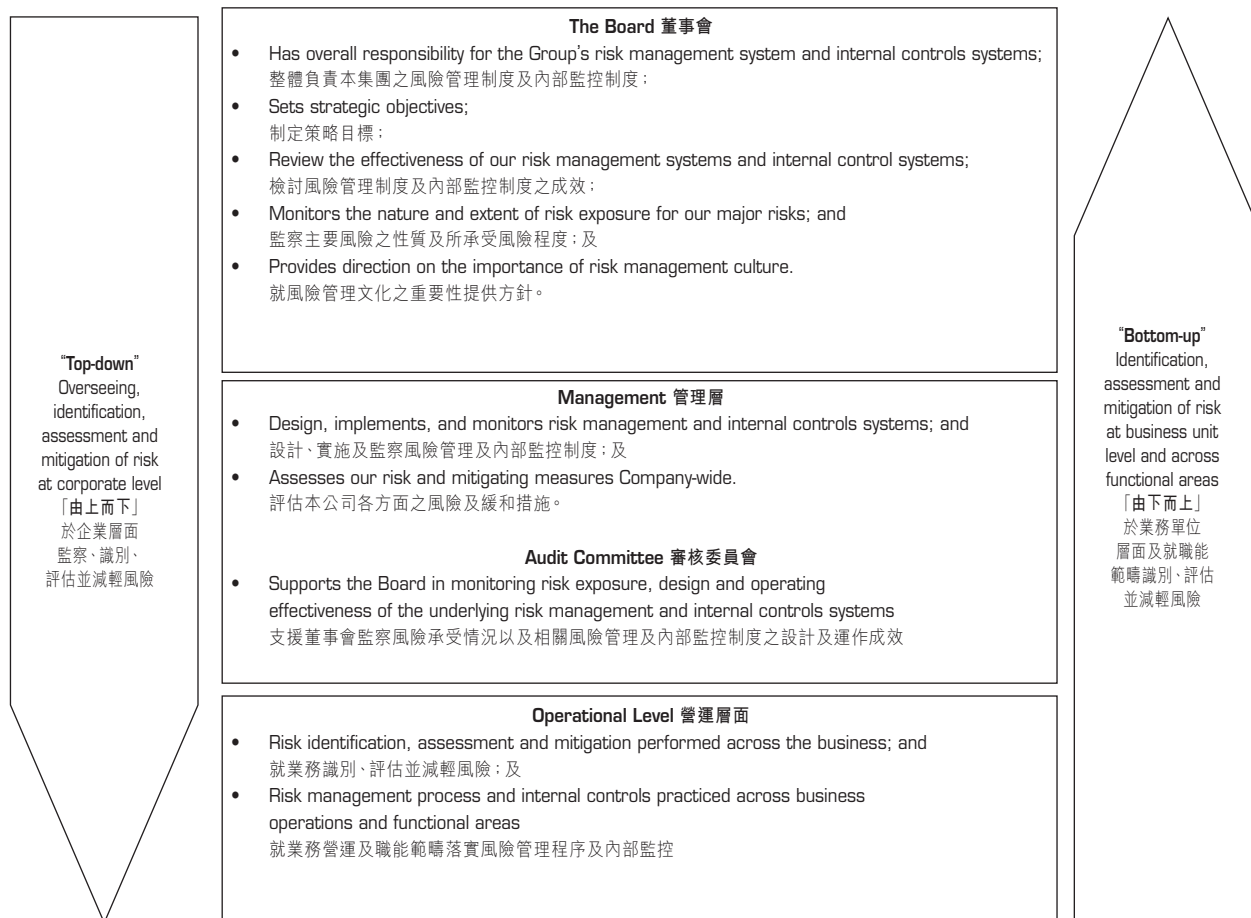 The Board 董事會
• Has overall responsibility for the Group's risk management system and internal controls systems;
整體負責本集團之風險管理制度及內部監控制度；
• Sets strategic objectives;
制定策略目標；
• Review the effectiveness of our risk management systems and internal control systems;
檢討風險管理制度及內部監控制度之成效；
• Monitors the nature and extent of risk exposure for our major risks; and
監察主要風險之性質及所承受風險程度；及
• Provides direction on the importance of risk management culture.
就風險管理文化之重要性提供方針。
"Top-down"
Overseeing,
identification,
assessment and
mitigation of risk
at corporate level
「由上而下」
於企業層面
監察、識別、
評估並減輕風險
Management 管理層
• Design, implements, and monitors risk management and internal controls systems; and
設計、實施及監察風險管理及內部監控制度；及
• Assesses our risk and mitigating measures Company-wide.
評估本公司各方面之風險及緩和措施。
Audit Committee 審核委員會
• Supports the Board in monitoring risk exposure, design and operating
effectiveness of the underlying risk management and internal controls systems
支援董事會監察風險承受情況以及相關風險管理及內部監控制度之設計及運作成效
"Bottom-up"
Identification,
assessment and
mitigation of risk
at business unit
level and across
functional areas
「由下而上」
於業務單位
層面及就職能
範疇識別、評估
並減輕風險
Operational Level 營運層面
• Risk identification, assessment and mitigation performed across the business; and
就業務識別、評估並減輕風險；及
• Risk management process and internal controls practiced across business
operations and functional areas
就業務營運及職能範疇落實風險管理程序及內部監控